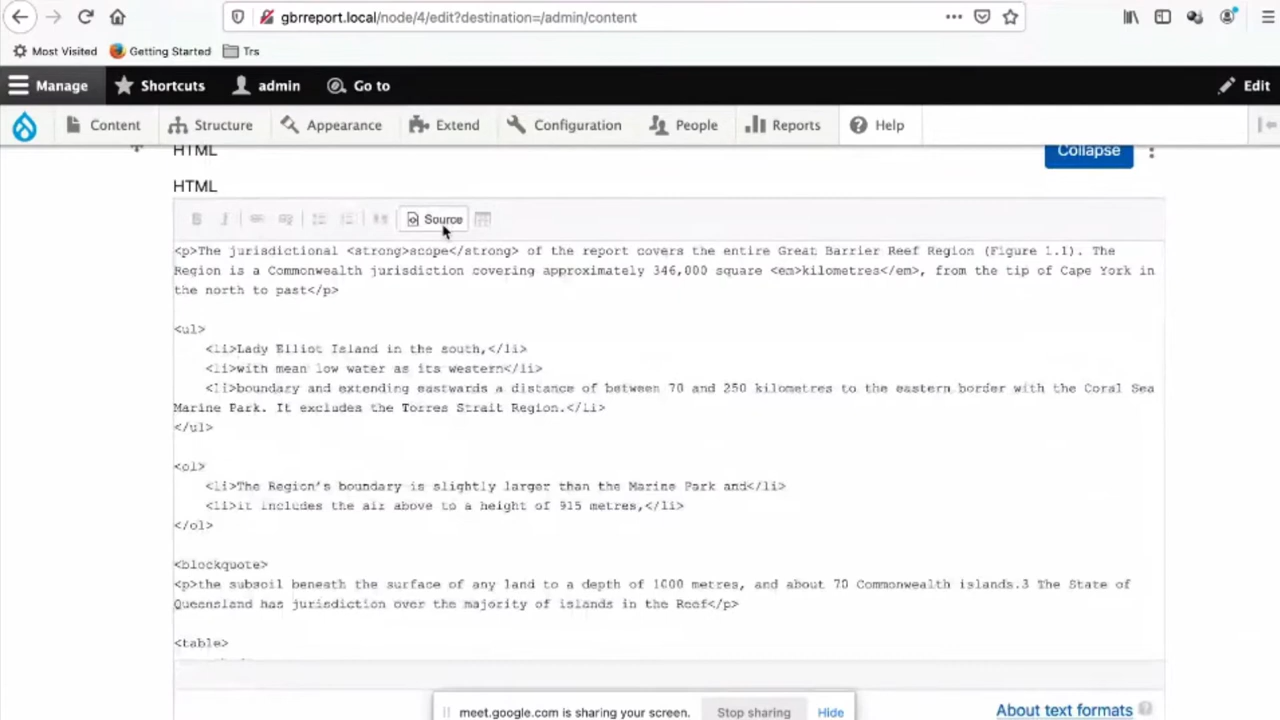 gbrreport.local/node/4/edit?destination=/admin/content
Most Visited Getting Started Trs
Manage Shortcuts admin Go to Edit
Content Structure Appearance Extend Configuration People Reports Help
HTML Collapse
HTML
B I Source
<p>The jurisdictional <strong>scope</strong> of the report covers the entire Great Barrier Reef Region (Figure 1.1). The
Region is a Commonwealth jurisdiction covering approximately 346,000 square <em>kilometres</em>, from the tip of Cape York in
the north to past</p>
<ul>
<li>Lady Elliot Island in the south,</li>
<li>with mean low water as its western</li>
<li>boundary and extending eastwards a distance of between 70 and 250 kilometres to the eastern border with the Coral Sea
Marine Park. It excludes the Torres Strait Region.</li>
</ul>
<ol>
<li>The Region's boundary is slightly larger than the Marine Park and</li>
<li>it includes the air above to a height of 915 metres,</li>
</ol>
<blockquote>
<p>the subsoil beneath the surface of any land to a depth of 1000 metres, and about 70 Commonwealth islands.3 The State of
Queensland has jurisdiction over the majority of islands in the Reef</p>
<table>
meet.google.com is sharing your screen. Stop sharing Hide
About text formats